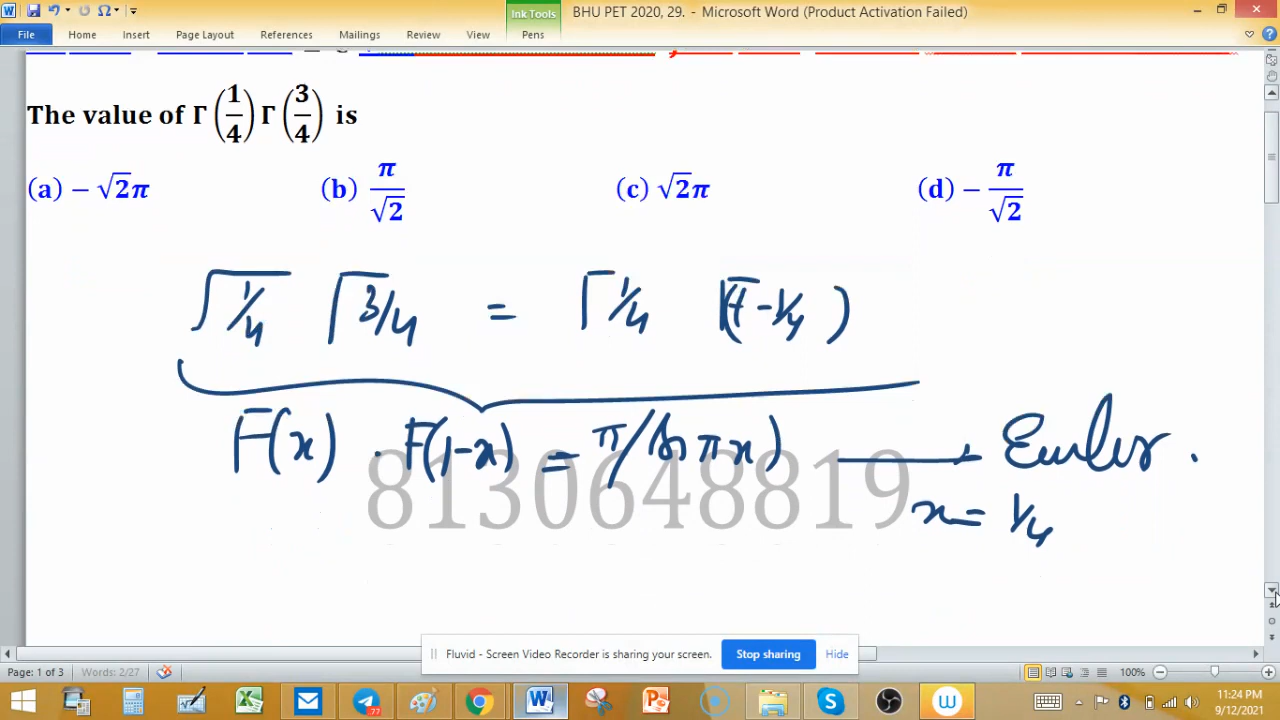 Ink Tools
BHU PET 2020, 29. - Microsoft Word (Product Activation Failed)
File Home Insert Page Layout References Mailings Review View Pens
The value of Γ(1/4) Γ(3/4) is
(a) − √2π (b) π/√2 (c) √2π (d) − π/√2
Γ1/4 Γ3/4 = Γ1/4 Γ(1-1/4)
Γ(x) . Γ(1-x) = π/sin πx) → Euler.
x = 1/4
8130648819
Fluvid - Screen Video Recorder is sharing your screen. Stop sharing Hide
Page: 1 of 3 Words: 2/27 100%
77
11:24 PM
9/12/2021